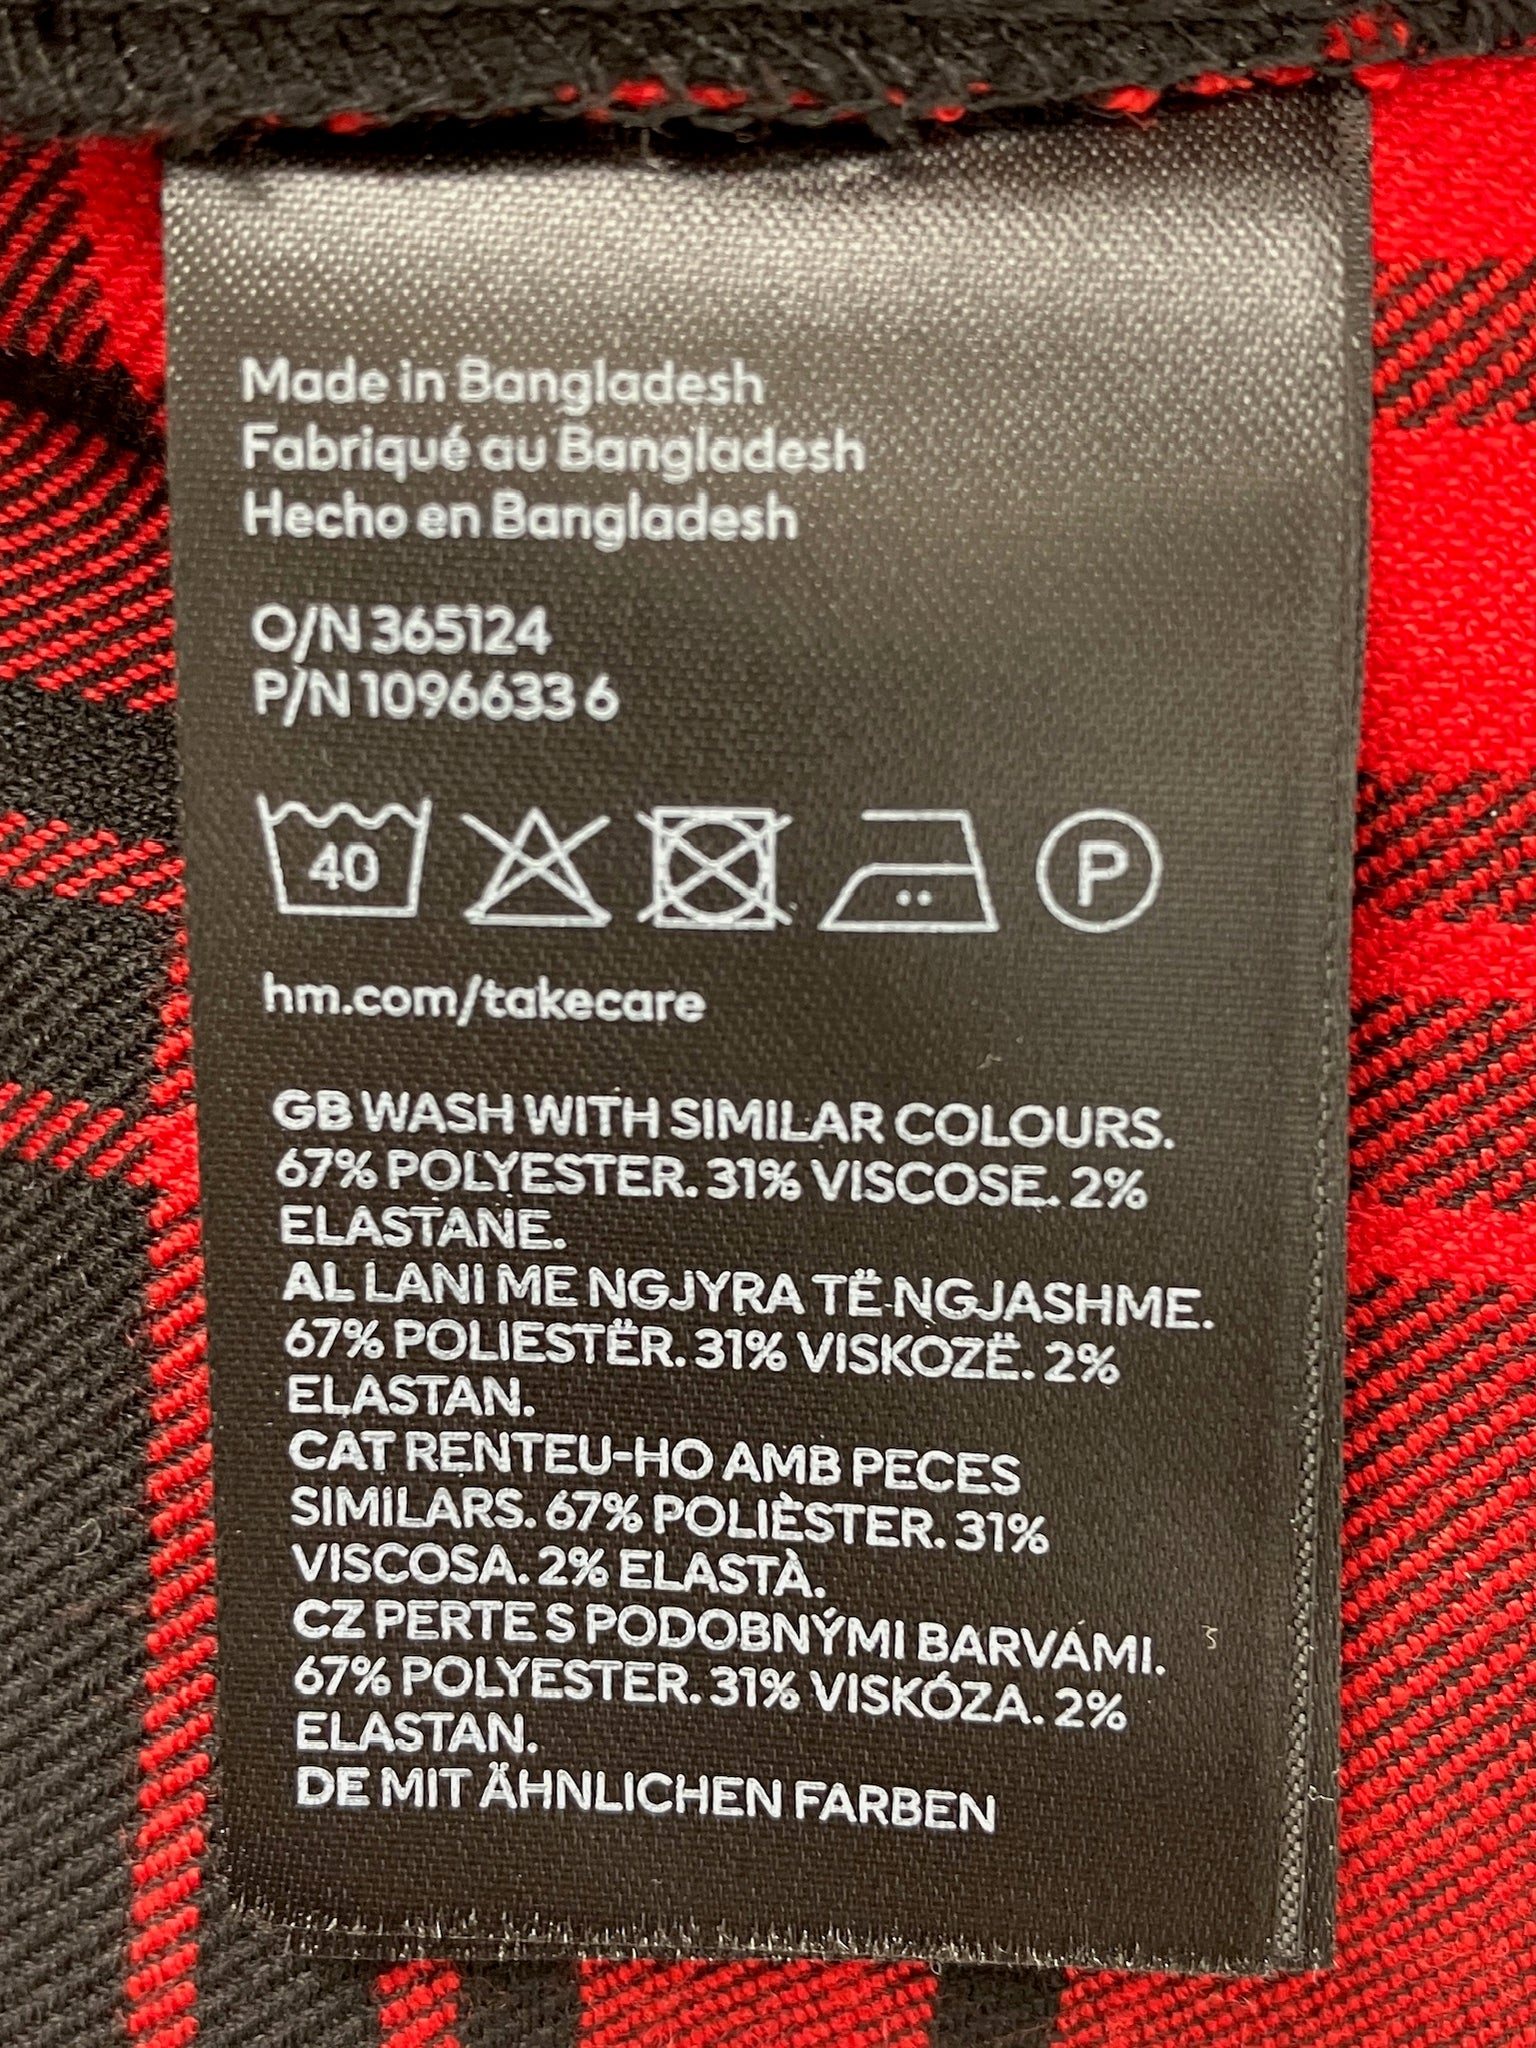 Made in Bangladesh
Fabriqué au Bangladesh
Hecho en Bangladesh
O/N 365124
P/N 1096633 6
40 P
hm.com/takecare
GB WASH WITH SIMILAR COLOURS.
67% POLYESTER. 31% VISCOSE. 2%
ELASTANE.
AL LANI ME NGJYRA TË NGJASHME.
67% POLIESTËR. 31% VISKOZË. 2%
ELASTAN.
CAT RENTEU-HO AMB PECES
SIMILARS. 67% POLIÈSTER. 31%
VISCOSA. 2% ELASTÀ.
CZ PERTE S PODOBNÝMI BARVAMI.
67% POLYESTER. 31% VISKÓZA. 2%
ELASTAN.
DE MIT ÄHNLICHEN FARBEN